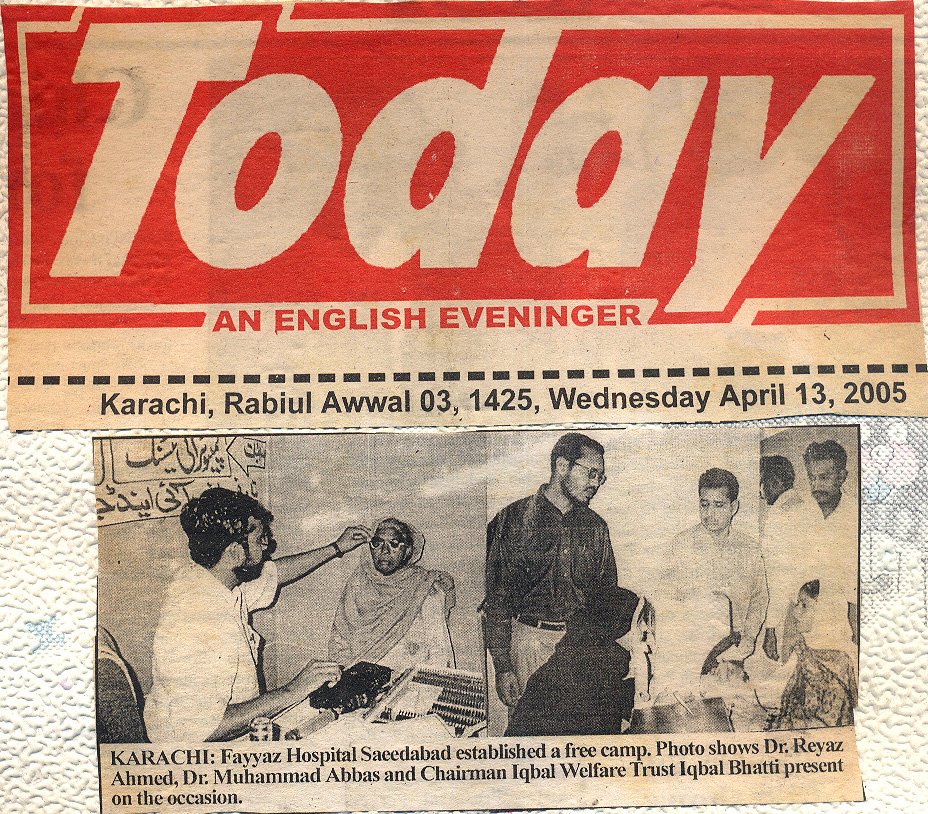 Today
AN ENGLISH EVENINGER
Karachi, Rabiul Awwal 03, 1425, Wednesday April 13, 2005
کمپیوٹرائی
KARACHI: Fayyaz Hospital Saeedabad established a free camp. Photo shows Dr. Reyaz
Ahmed, Dr. Muhammad Abbas and Chairman Iqbal Welfare Trust Iqbal Bhatti present
on the occasion.